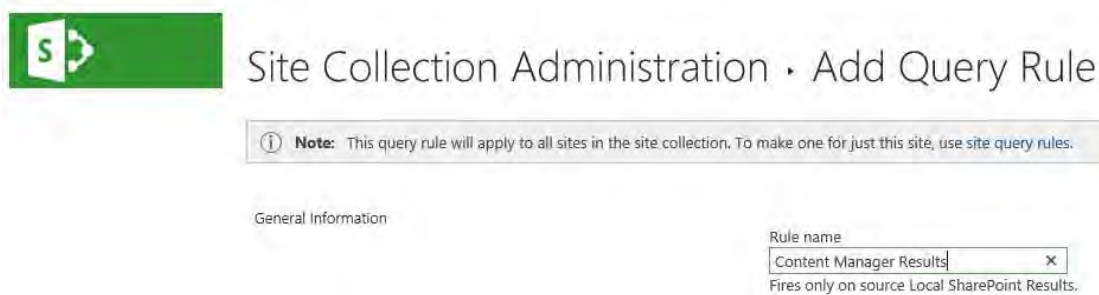 S
Site Collection Administration · Add Query Rule
i Note: This query rule will apply to all sites in the site collection. To make one for just this site, use site query rules.
General Information
Rule name
Content Manager Results ×
Fires only on source Local SharePoint Results.